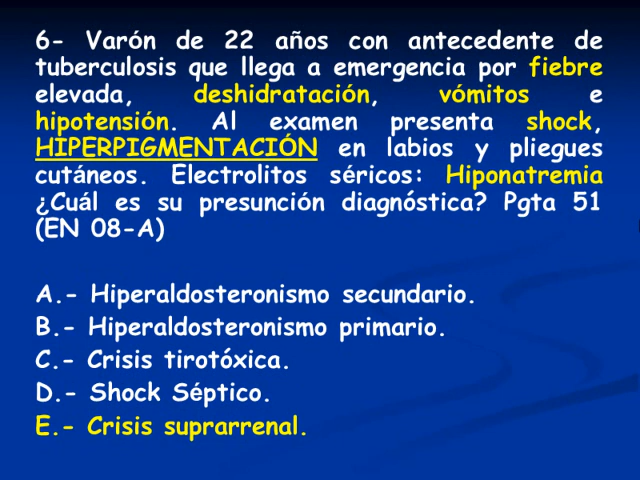 6- Varón de 22 años con antecedente de
tuberculosis que llega a emergencia por fiebre
elevada, deshidratación, vómitos e
hipotensión. Al examen presenta shock,
HIPERPIGMENTACIÓN en labios y pliegues
cutáneos. Electrolitos séricos: Hiponatremia
¿Cuál es su presunción diagnóstica? Pgta 51
(EN 08-A)
A.- Hiperaldosteronismo secundario.
B.- Hiperaldosteronismo primario.
C.- Crisis tirotóxica.
D.- Shock Séptico.
E.- Crisis suprarrenal.